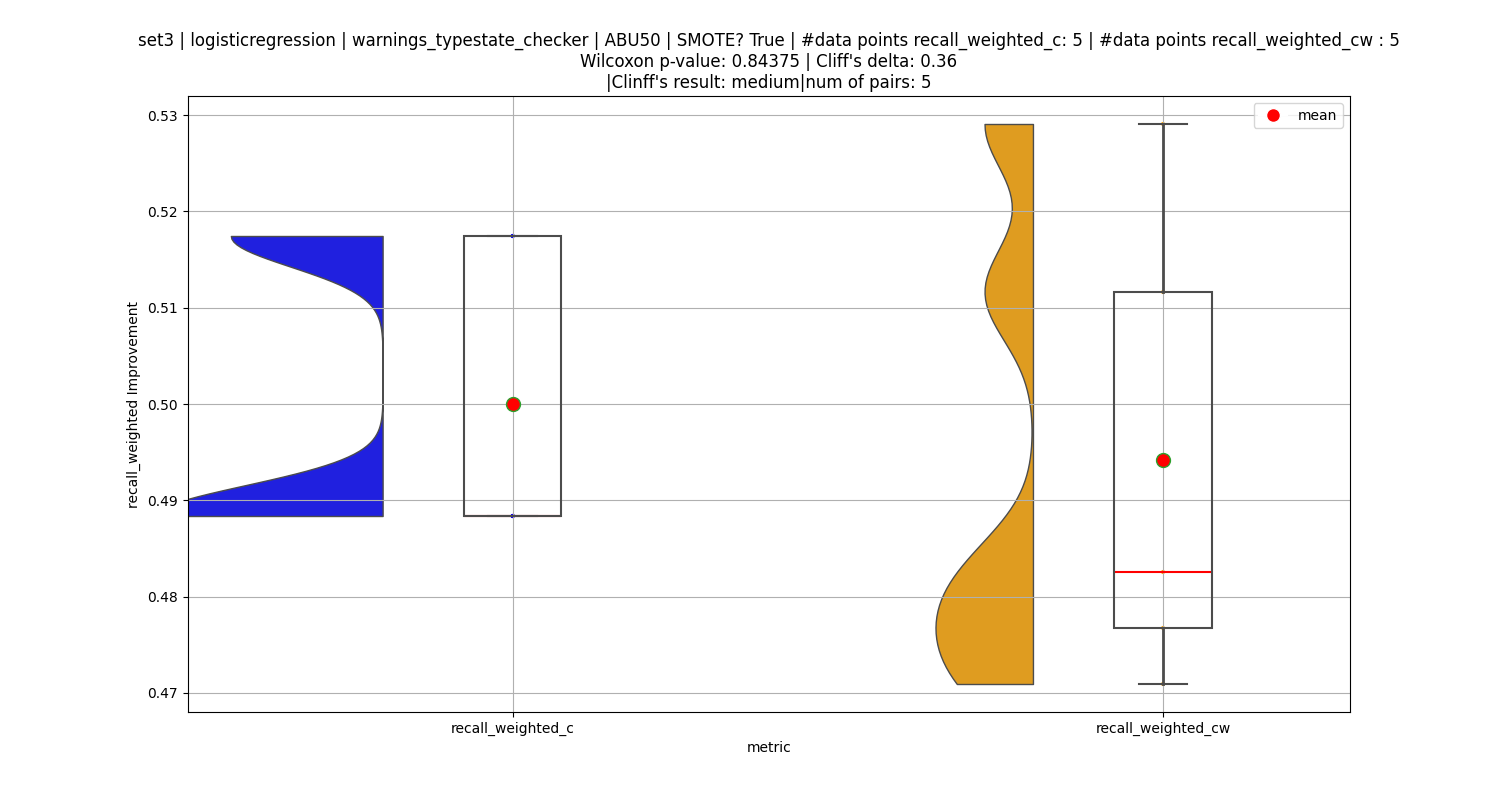 set3 | logisticregression | warnings_typestate_checker | ABU50 | SMOTE? True | #data points recall_weighted_c: 5 | #data points recall_weighted_cw : 5
Wilcoxon p-value: 0.84375 | Cliff's delta: 0.36
|Clinff's result: medium|num of pairs: 5
mean
0.53
0.52
0.51
0.50
0.49
0.48
0.47
recall_weighted Improvement
recall_weighted_c
recall_weighted_cw
metric